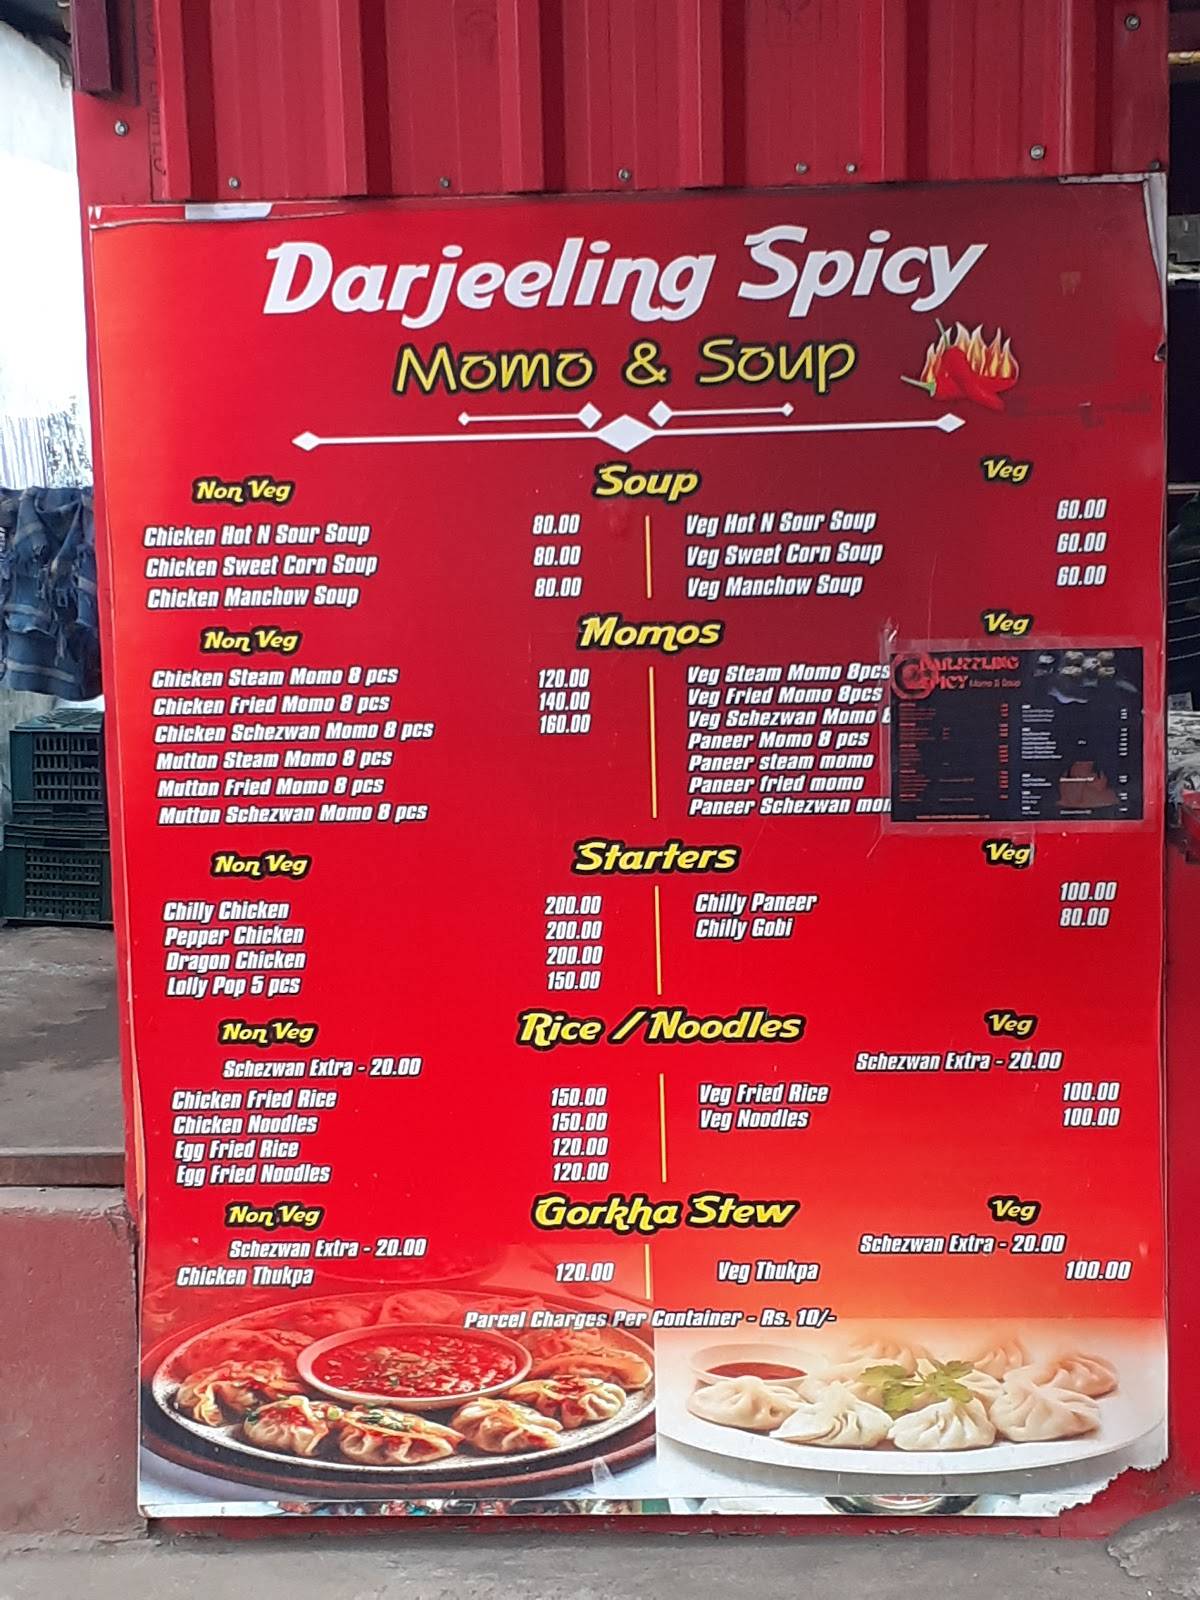 Darjeeling Spicy
Momo & Soup
Non Veg Soup Veg
Chicken Hot N Sour Soup 80.00 Veg Hot N Sour Soup 60.00
Chicken Sweet Corn Soup 80.00 Veg Sweet Corn Soup 60.00
Chicken Manchow Soup 80.00 Veg Manchow Soup 60.00
Non Veg Momos Veg
Chicken Steam Momo 8 pcs 120.00 Veg Steam Momo 8pcs
Chicken Fried Momo 8 pcs 140.00 Veg Fried Momo 8pcs
Chicken Schezwan Momo 8 pcs 160.00 Veg Schezwan Momo
Mutton Steam Momo 8 pcs Paneer Momo 8 pcs
Mutton Fried Momo 8 pcs Paneer steam momo
Mutton Schezwan Momo 8 pcs Paneer fried momo
Paneer Schezwan
DARJEELING
SPICY Momo & Soup
Non Veg Starters Veg
Chilly Chicken 200.00 Chilly Paneer 100.00
Pepper Chicken 200.00 Chilly Gobi 80.00
Dragon Chicken 200.00
Lolly Pop 5 pcs 150.00
Non Veg Rice / Noodles Veg
Schezwan Extra - 20.00 Schezwan Extra - 20.00
Chicken Fried Rice 150.00 Veg Fried Rice 100.00
Chicken Noodles 150.00 Veg Noodles 100.00
Egg Fried Rice 120.00
Egg Fried Noodles 120.00
Non Veg Gorkha Stew Veg
Schezwan Extra - 20.00 Schezwan Extra - 20.00
Chicken Thukpa 120.00 Veg Thukpa 100.00
Parcel Charges Per Container - Rs. 10/-